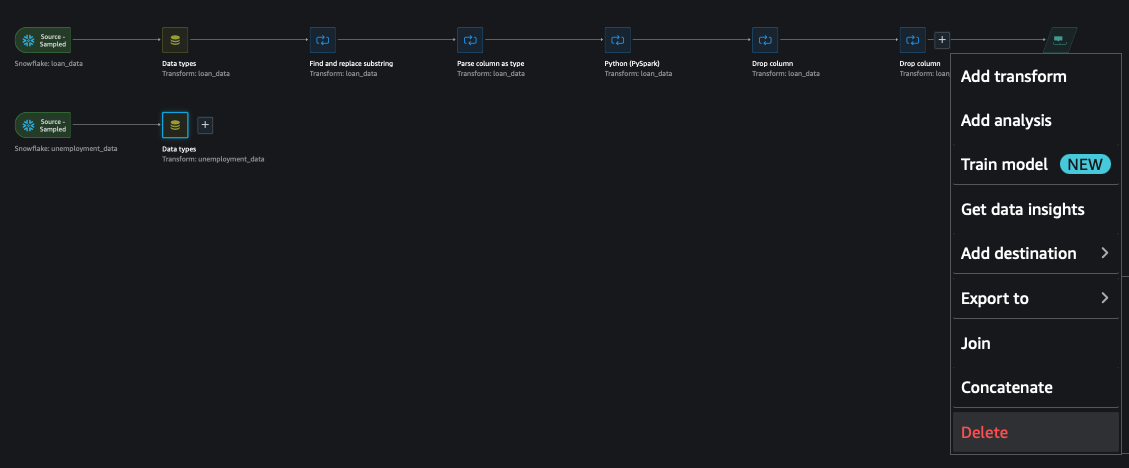 Source -
Sampled
Snowflake: loan_data
Data types
Transform: loan_data
Find and replace substring
Transform: loan_data
Parse column as type
Transform: loan_data
Python (PySpark)
Transform: loan_data
Drop column
Transform: loan_data
Drop column
Transform: loan
Source -
Sampled
Snowflake: unemployment_data
Data types
Transform: unemployment_data
Add transform
Add analysis
Train model NEW
Get data insights
Add destination
Export to
Join
Concatenate
Delete